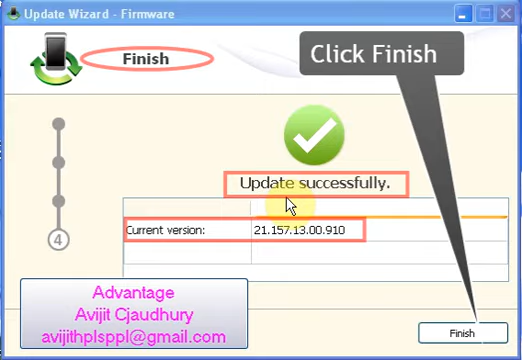 Update Wizard - Firmware
Finish
Click Finish
Update successfully.
Current version: 21.157.13.00.910
4
Advantage
Avijit Cjaudhury
avijithplsppl@gmail.com
Finish